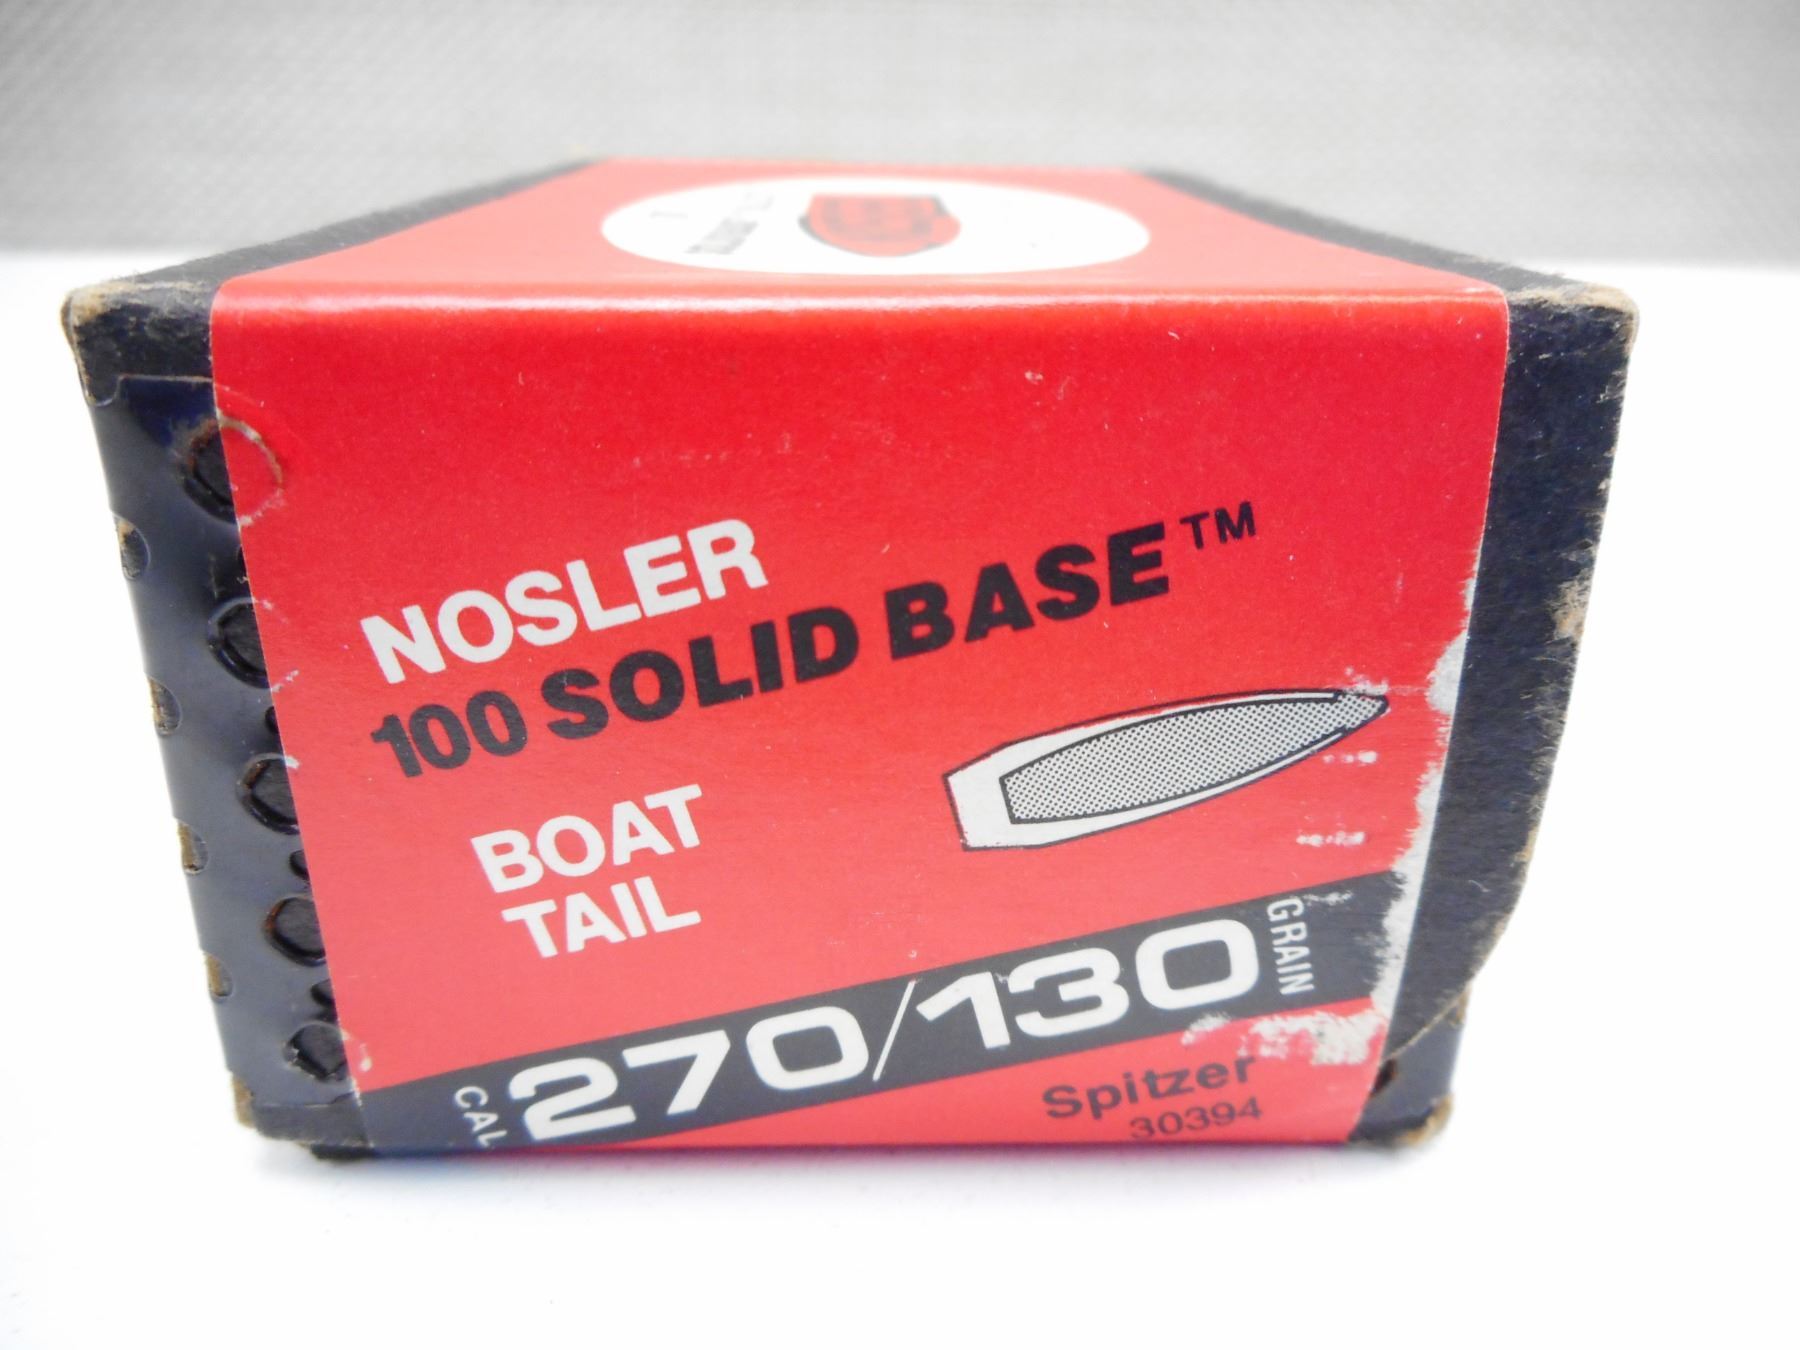 NOSLER
100 SOLID BASE™
BOAT
TAIL
CAL 270/130 GRAIN
Spitzer
30394